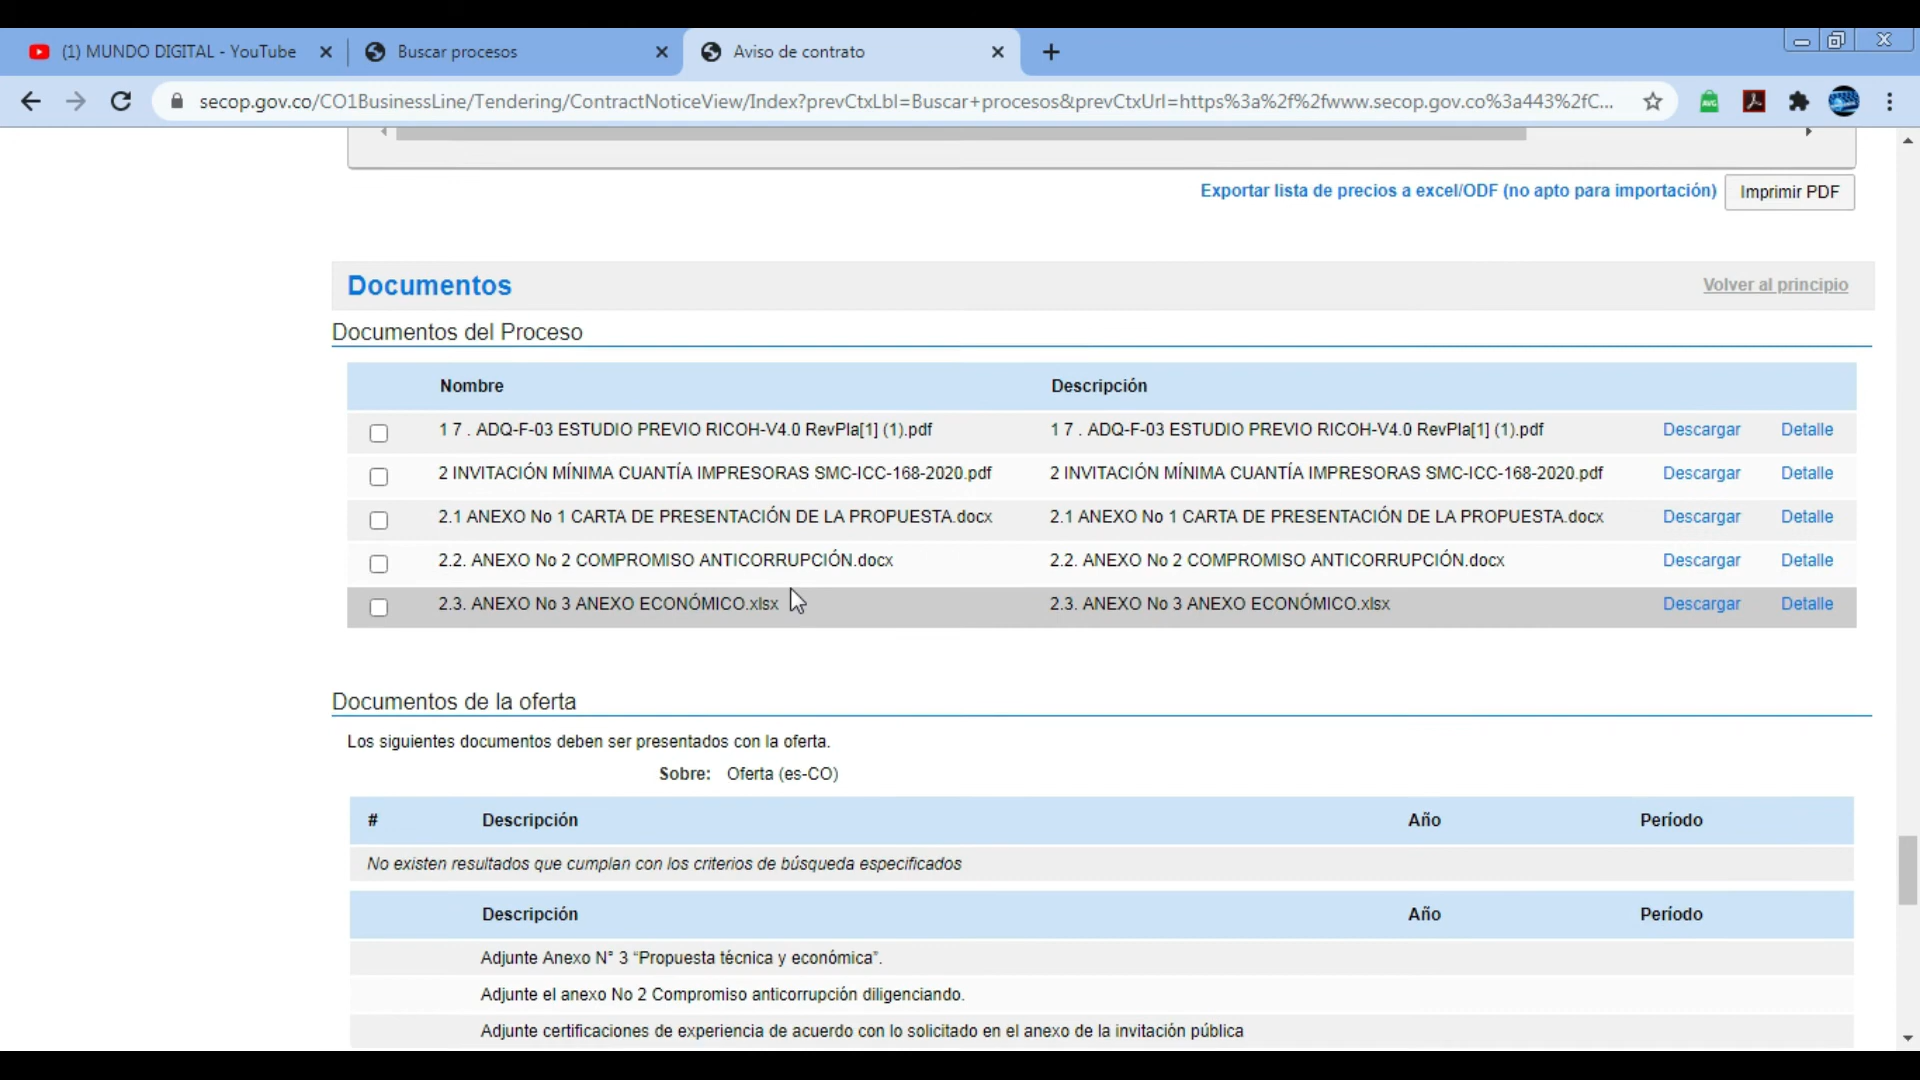 (1) MUNDO DIGITAL - YouTube
Buscar procesos
Aviso de contrato
secop.gov.co/CO1BusinessLine/Tendering/ContractNoticeView/Index?prevCtxLbl=Buscar+procesos&prevCtxUrl=https%3a%2f%2fwww.secop.gov.co%3a443%2fC...
Exportar lista de precios a excel/ODF (no apto para importación) Imprimir PDF
Documentos Volver al principio
Documentos del Proceso
Nombre Descripción
1 7 . ADQ-F-03 ESTUDIO PREVIO RICOH-V4.0 RevPla[1] (1).pdf 1 7 . ADQ-F-03 ESTUDIO PREVIO RICOH-V4.0 RevPla[1] (1).pdf Descargar Detalle
2 INVITACIÓN MÍNIMA CUANTÍA IMPRESORAS SMC-ICC-168-2020.pdf 2 INVITACIÓN MÍNIMA CUANTÍA IMPRESORAS SMC-ICC-168-2020.pdf Descargar Detalle
2.1 ANEXO No 1 CARTA DE PRESENTACIÓN DE LA PROPUESTA.docx 2.1 ANEXO No 1 CARTA DE PRESENTACIÓN DE LA PROPUESTA.docx Descargar Detalle
2.2. ANEXO No 2 COMPROMISO ANTICORRUPCIÓN.docx 2.2. ANEXO No 2 COMPROMISO ANTICORRUPCIÓN.docx Descargar Detalle
2.3. ANEXO No 3 ANEXO ECONÓMICO.xlsx 2.3. ANEXO No 3 ANEXO ECONÓMICO.xlsx Descargar Detalle
Documentos de la oferta
Los siguientes documentos deben ser presentados con la oferta.
Sobre: Oferta (es-CO)
# Descripción Año Período
No existen resultados que cumplan con los criterios de búsqueda especificados
Descripción Año Período
Adjunte Anexo N° 3 “Propuesta técnica y económica”.
Adjunte el anexo No 2 Compromiso anticorrupción diligenciando.
Adjunte certificaciones de experiencia de acuerdo con lo solicitado en el anexo de la invitación pública